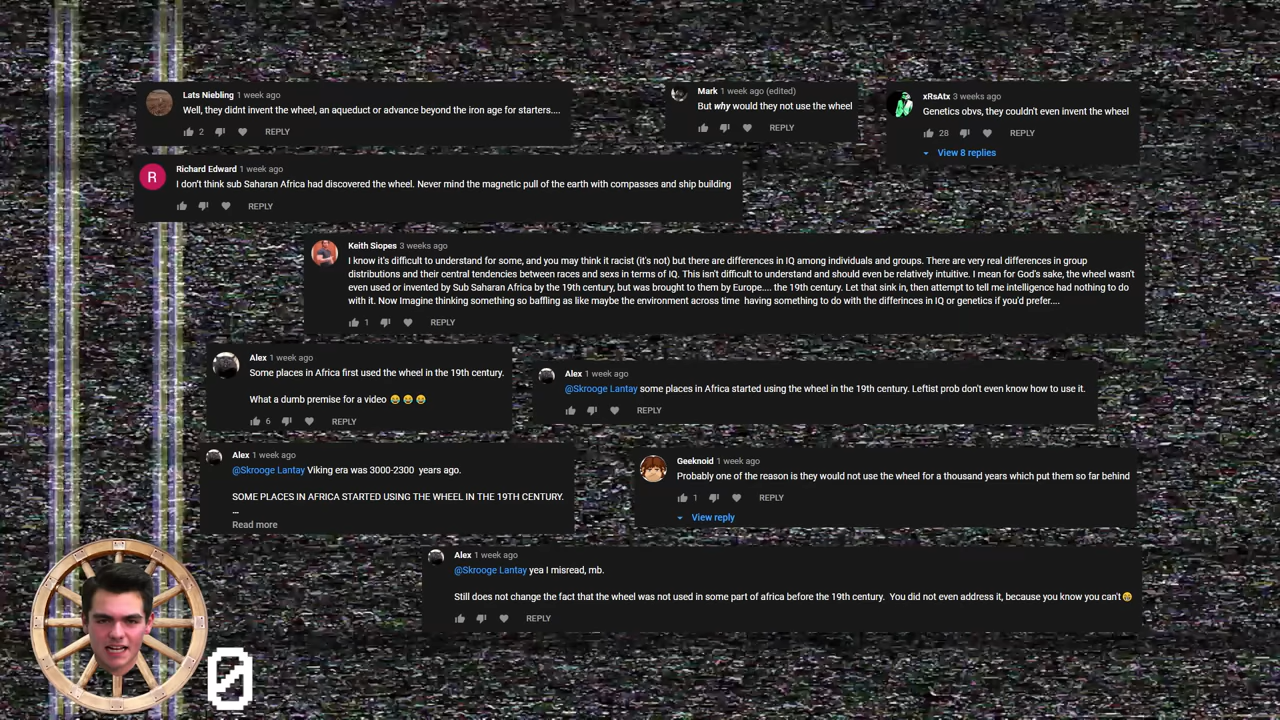 Lats Niebling 1 week ago
Well, they didnt invent the wheel, an aqueduct or advance beyond the iron age for starters....
2 REPLY
Mark 1 week ago (edited)
But why would they not use the wheel
REPLY
xRsAtx 3 weeks ago
Genetics obvs, they couldn't even invent the wheel
28 REPLY
View 8 replies
R
Richard Edward 1 week ago
I don't think sub Saharan Africa had discovered the wheel. Never mind the magnetic pull of the earth with compasses and ship building
REPLY
Keith Siopes 3 weeks ago
I know it's difficult to understand for some, and you may think it racist (it's not) but there are differences in IQ among individuals and groups. There are very real differences in group
distributions and their central tendencies between races and sexs in terms of IQ. This isn't difficult to understand and should even be relatively intuitive. I mean for God's sake, the wheel wasn't
even used or invented by Sub Saharan Africa by the 19th century, but was brought to them by Europe.... the 19th century. Let that sink in, then attempt to tell me intelligence had nothing to do
with it. Now Imagine thinking something so baffling as like maybe the environment across time having something to do with the differinces in IQ or genetics if you'd prefer....
1 REPLY
Alex 1 week ago
Some places in Africa first used the wheel in the 19th century.
What a dumb premise for a video 😂 😂 😂
6 REPLY
Alex 1 week ago
@Skrooge Lantay some places in Africa started using the wheel in the 19th century. Leftist prob don't even know how to use it.
REPLY
Alex 1 week ago
@Skrooge Lantay Viking era was 3000-2300 years ago.
SOME PLACES IN AFRICA STARTED USING THE WHEEL IN THE 19TH CENTURY.
...
Read more
Geeknoid 1 week ago
Probably one of the reason is they would not use the wheel for a thousand years which put them so far behind
1 REPLY
View reply
Alex 1 week ago
@Skrooge Lantay yea I misread, mb.
Still does not change the fact that the wheel was not used in some part of africa before the 19th century. You did not even address it, because you know you can't
REPLY
0